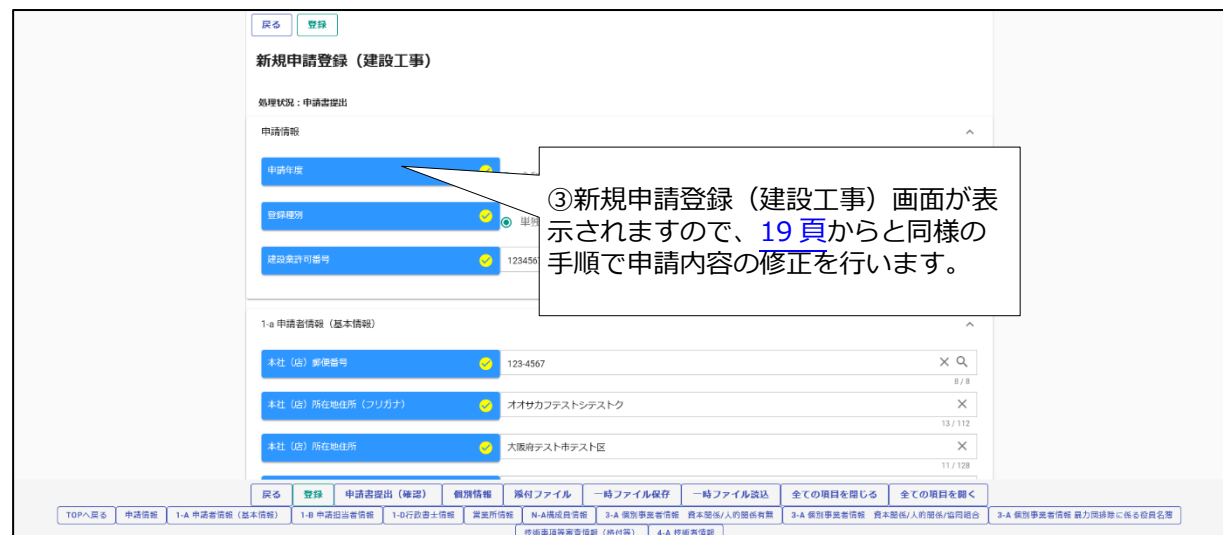 戻る 登録
新規申請登録（建設工事）
処理状況：申請書提出
申請情報
申請年度
③新規申請登録（建設工事）画面が表
示されますので、19 頁からと同様の
手順で申請内容の修正を行います。
登録種別
建設業許可番号
1-a 申請者情報（基本情報）
本社（店）郵便番号 123-4567
8 / 8
本社（店）所在地住所（フリガナ） オオサカフテストシテストク
13 / 112
本社（店）所在地住所 大阪府テスト市テスト区
11 / 128
戻る 登録 申請書提出（確認） 個別情報 添付ファイル 一時ファイル保存 一時ファイル読込 全ての項目を閉じる 全ての項目を開く
TOPへ戻る 申請情報 1-A 申請者情報（基本情報） 1-B 申請担当者情報 1-D行政書士情報 営業所情報 N-A構成員情報 3-A 個別事業者情報 資本関係/人的関係有無 3-A 個別事業者情報 資本関係/人的関係/協同組合 3-A 個別事業者情報 暴力団排除に係る役員名簿
技術事項等審査情報（格付等） 4-A 技術者情報